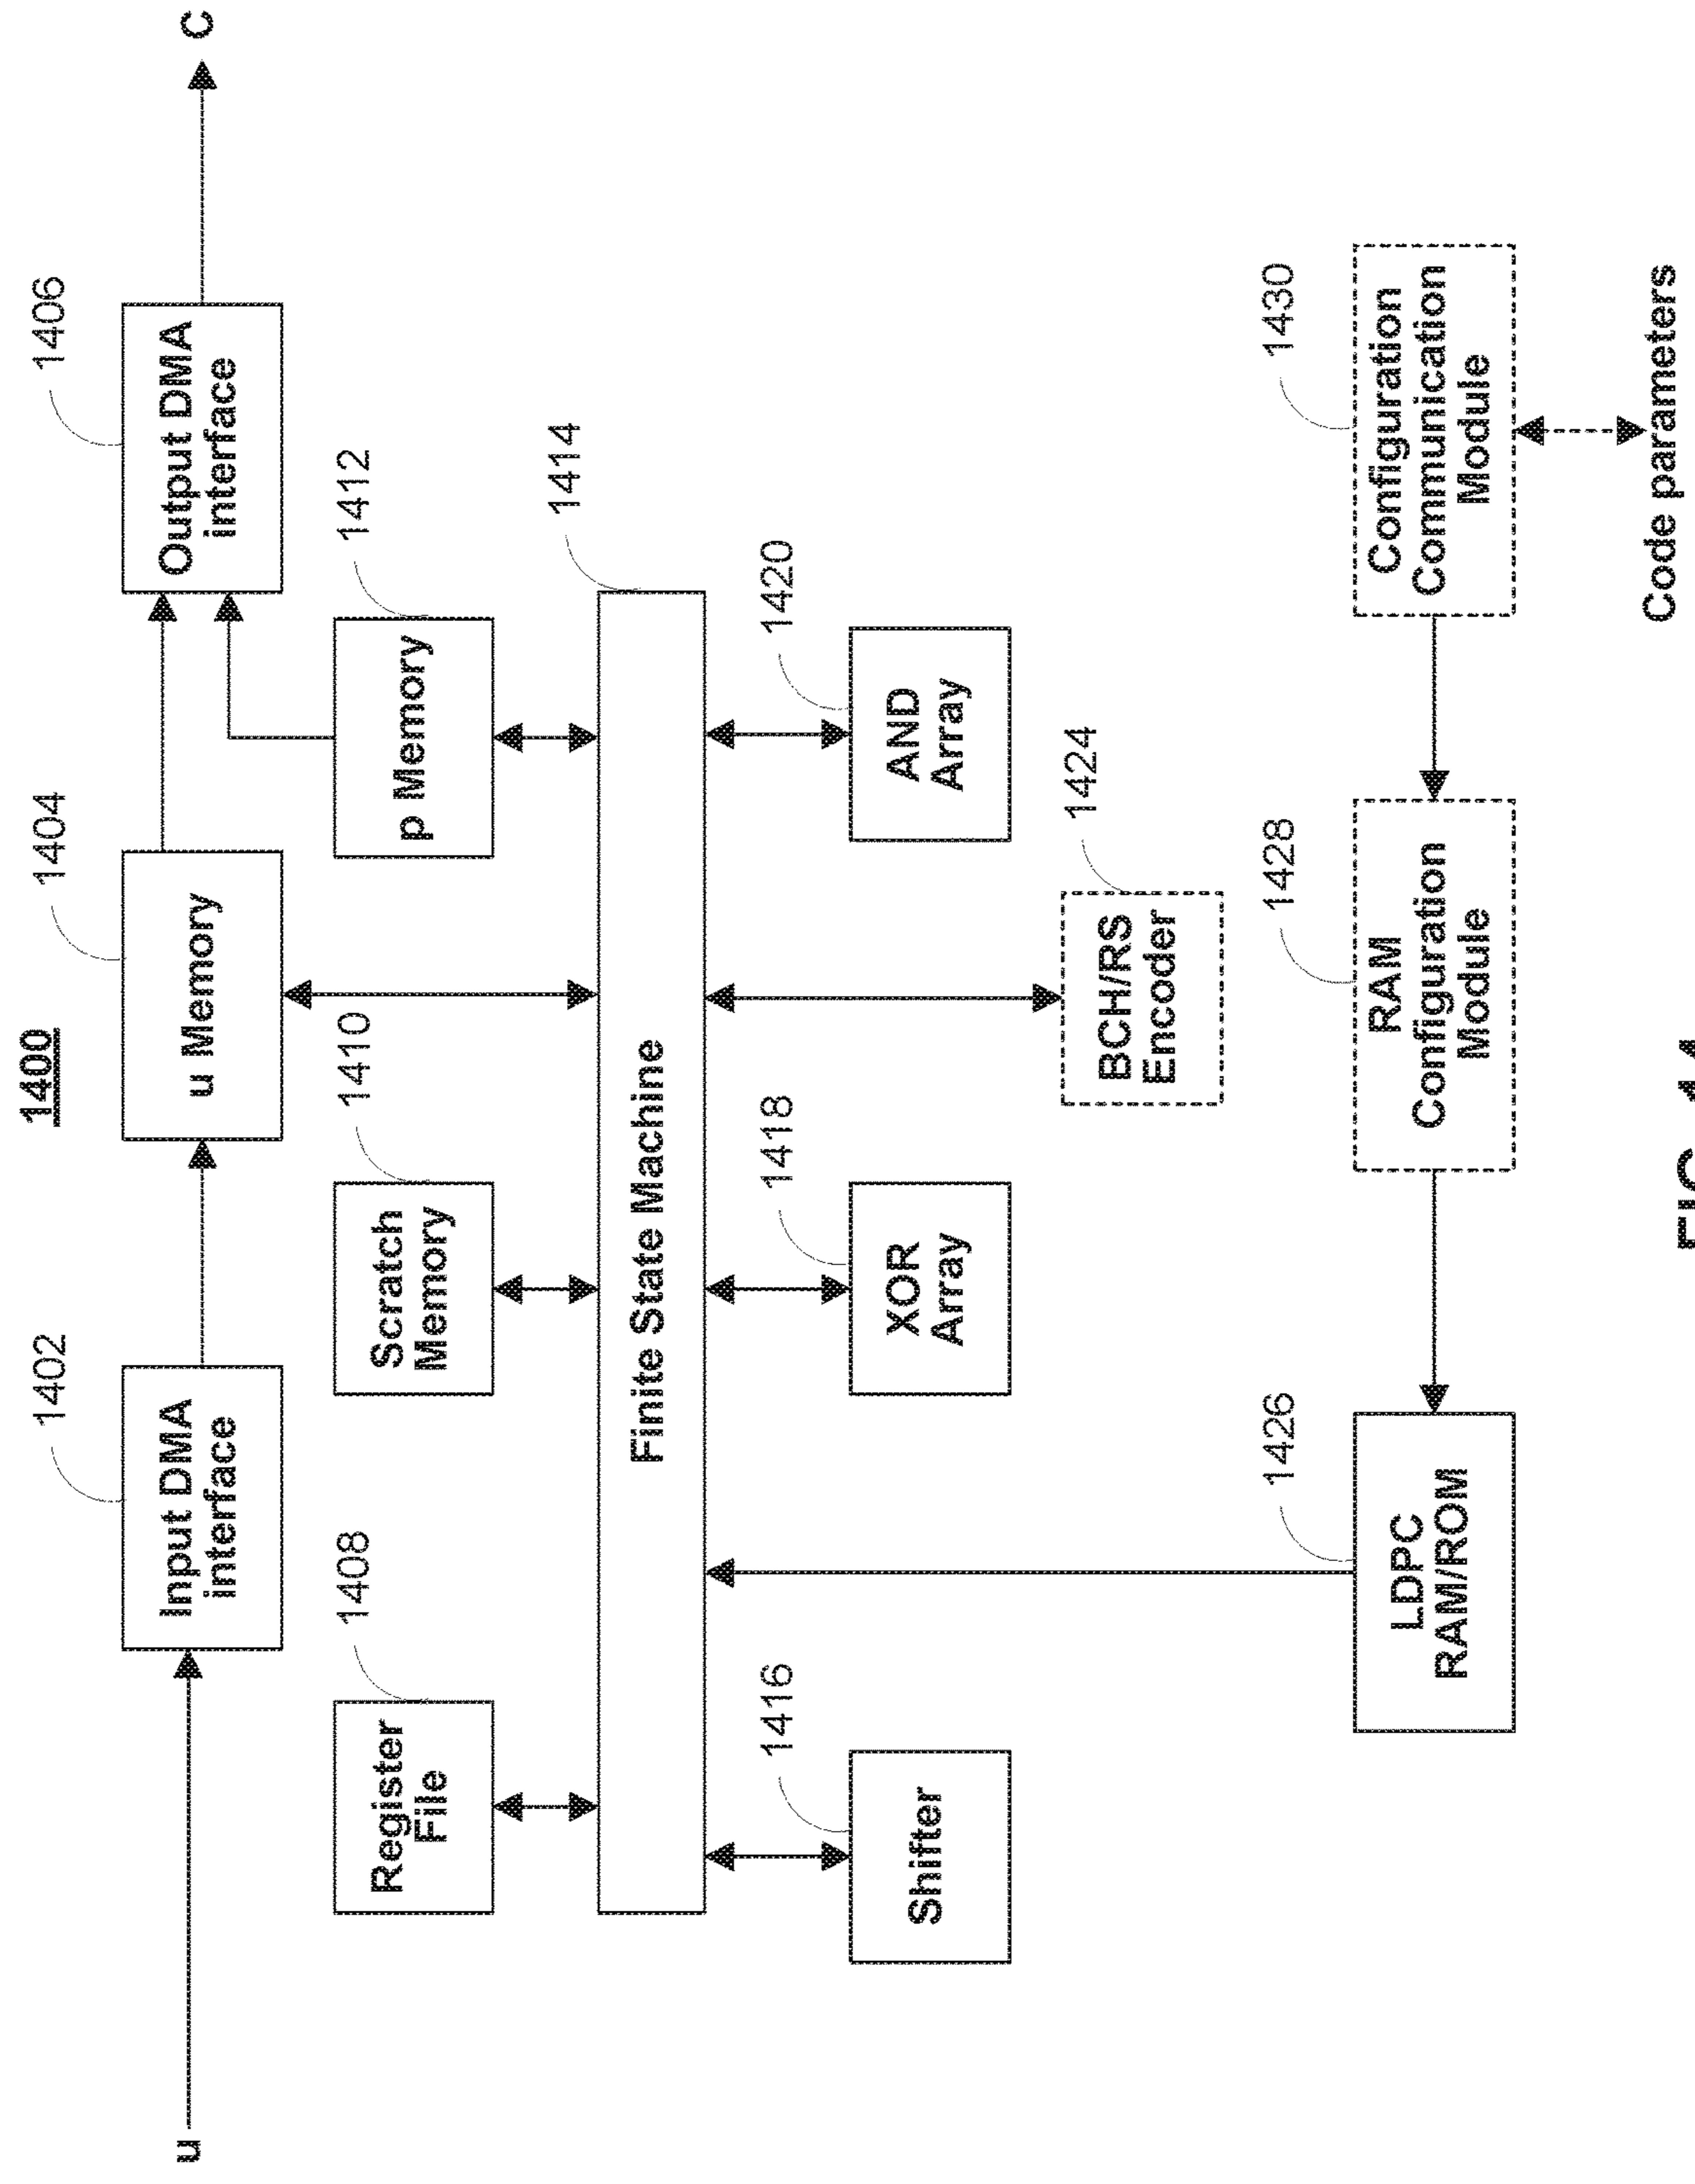 1400
1402
1404
1406
u
Input DMA
interface
u Memory
Output DMA
interface
C
1408
1410
1412
Register
File
Scratch
Memory
p Memory
1414
Finite State Machine
1416
1418
1420
Shifter
XOR
Array
AND
Array
1424
BCH/RS
Encoder
1426
1428
1430
LDPC
RAM/ROM
RAM
Configuration
Module
Configuration
Communication
Module
Code parameters